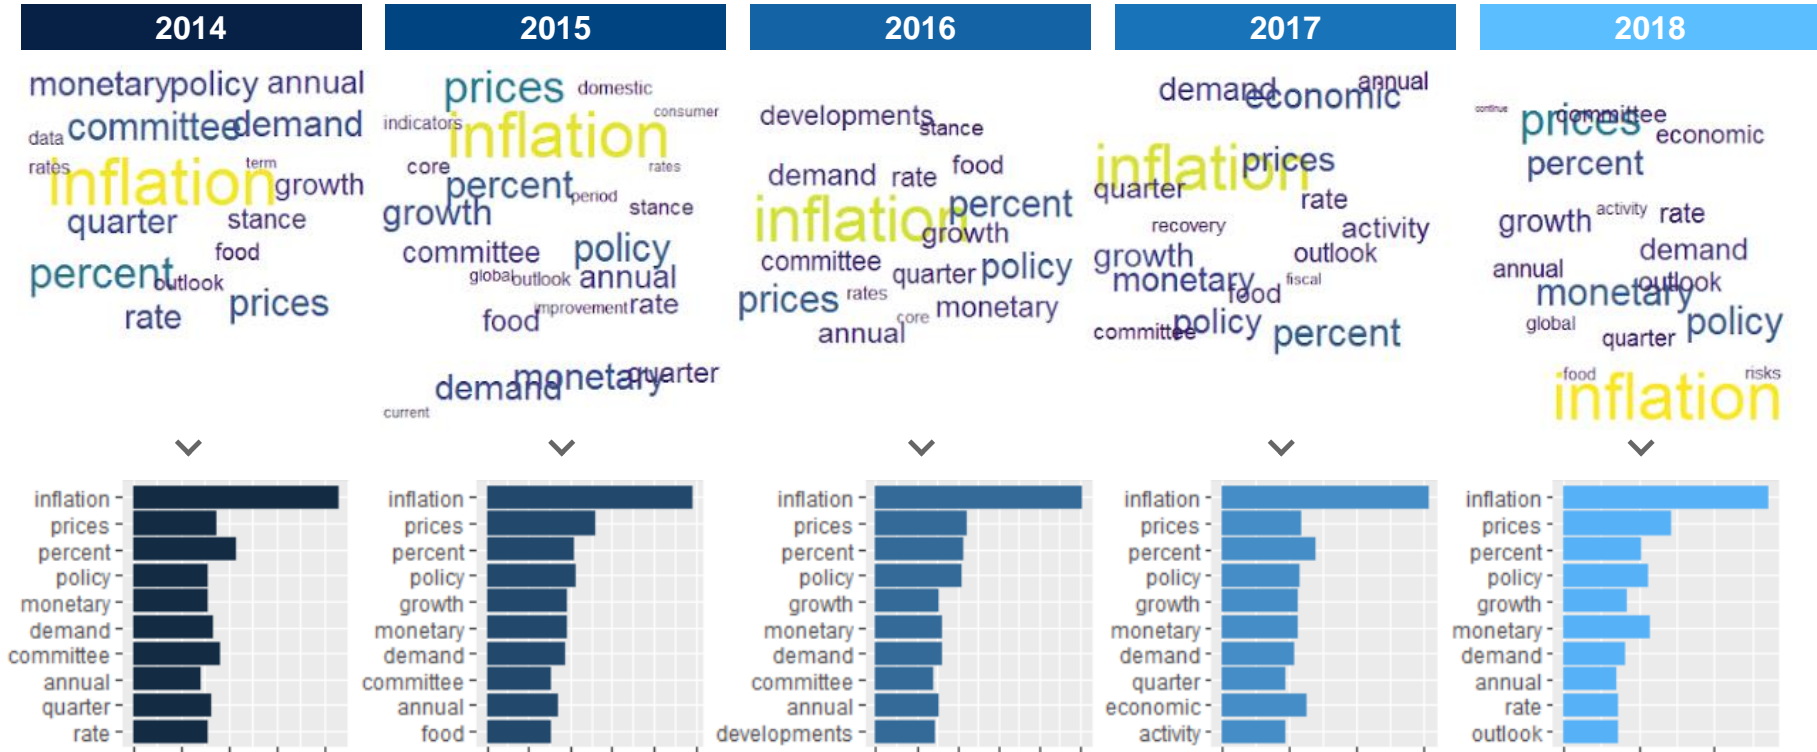 2014
2015
2016
2017
2018
monetarypolicy annual
data committee demand
rates inflation term growth
quarter stance
food
percent outlook
rate prices
prices domestic
indicators inflation consumer
core rates
percent period stance
growth
committee policy
global outlook annual
improvement rate
food
demand monetary quarter
current
developments stance
demand rate food
inflation percent
growth
committee quarter policy
prices rates monetary
core
annual
demand economic annual
inflation prices
quarter rate
recovery activity
growth outlook
monetary food fiscal
committee policy percent
continue prices committee
economic
percent
growth activity rate
demand
annual outlook
monetary
global quarter policy
food risks
inflation
inflation
prices
percent
policy
monetary
demand
committee
annual
quarter
rate
inflation
prices
percent
policy
growth
monetary
demand
committee
annual
food
inflation
prices
percent
policy
growth
monetary
demand
committee
annual
developments
inflation
prices
percent
policy
growth
monetary
demand
quarter
economic
activity
inflation
prices
percent
policy
growth
monetary
demand
annual
rate
outlook